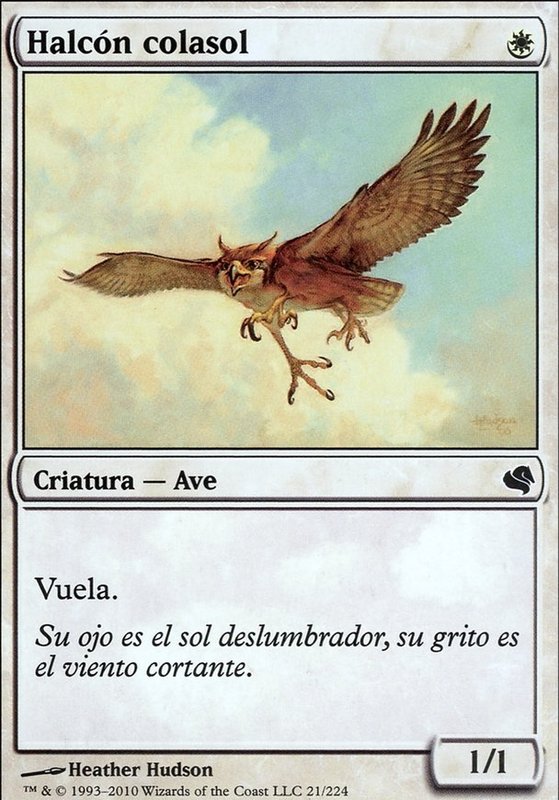 Halcón colasol
Criatura — Ave
Vuela.
Su ojo es el sol deslumbrador, su grito es
el viento cortante.
1/1
Heather Hudson
™ & © 1993–2010 Wizards of the Coast LLC 21/224